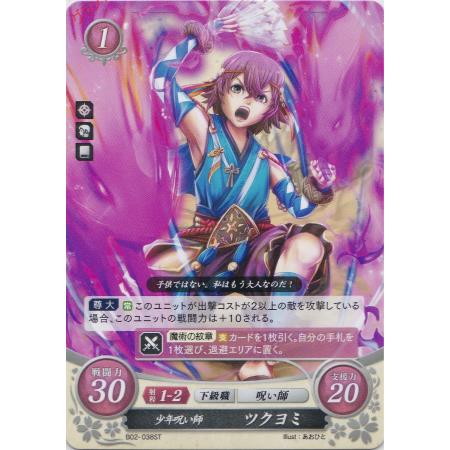 1
子供ではない。私はもう大人なのだ！
尊大 常 このユニットが出撃コストが2以上の敵を攻撃している
場合、このユニットの戦闘力は+10される。
魔術の紋章 支 カードを1枚引く。自分の手札を
1枚選び、退避エリアに置く。
戦闘力 30
射程 1-2 下級職 呪い師
支援力 20
少年呪い師 ツクヨミ
B02-038ST
Illust：あおひと